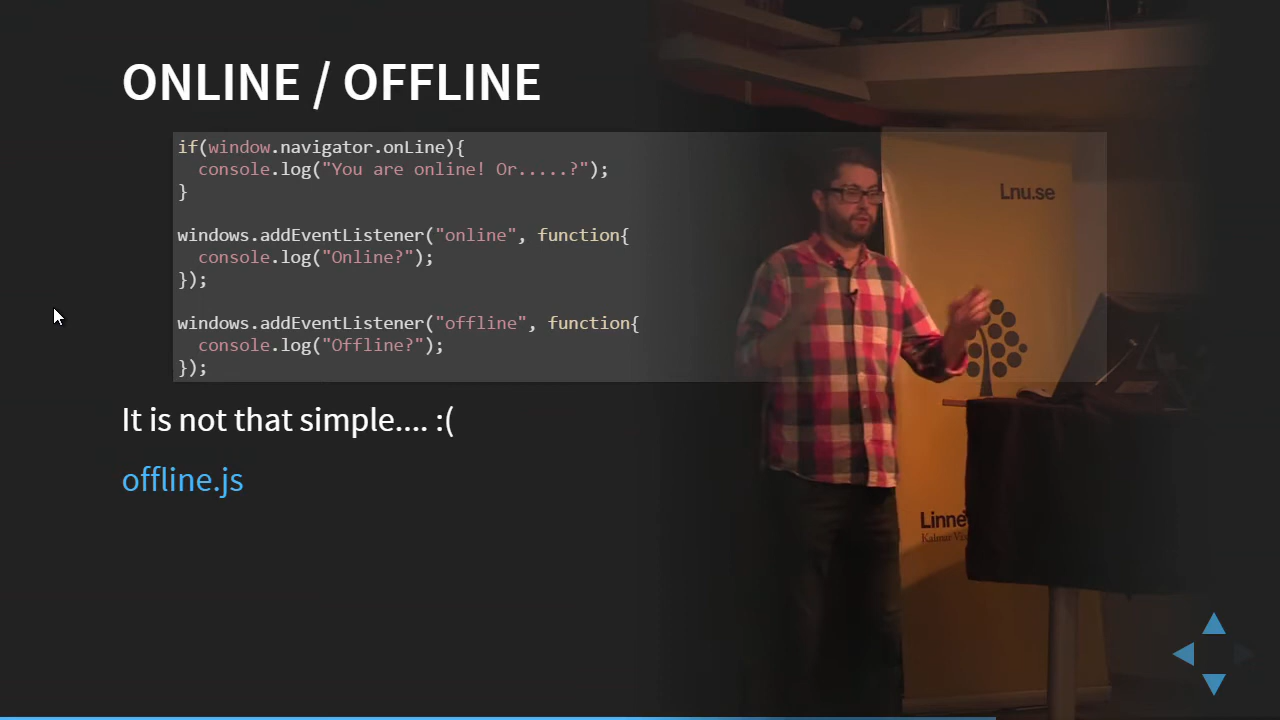 ONLINE / OFFLINE
if(window.navigator.onLine){
  console.log("You are online! Or.....?");
}
windows.addEventListener("online", function{
  console.log("Online?");
});
windows.addEventListener("offline", function{
  console.log("Offline?");
});
It is not that simple.... :(
offline.js
Lnu.se
Kalmar